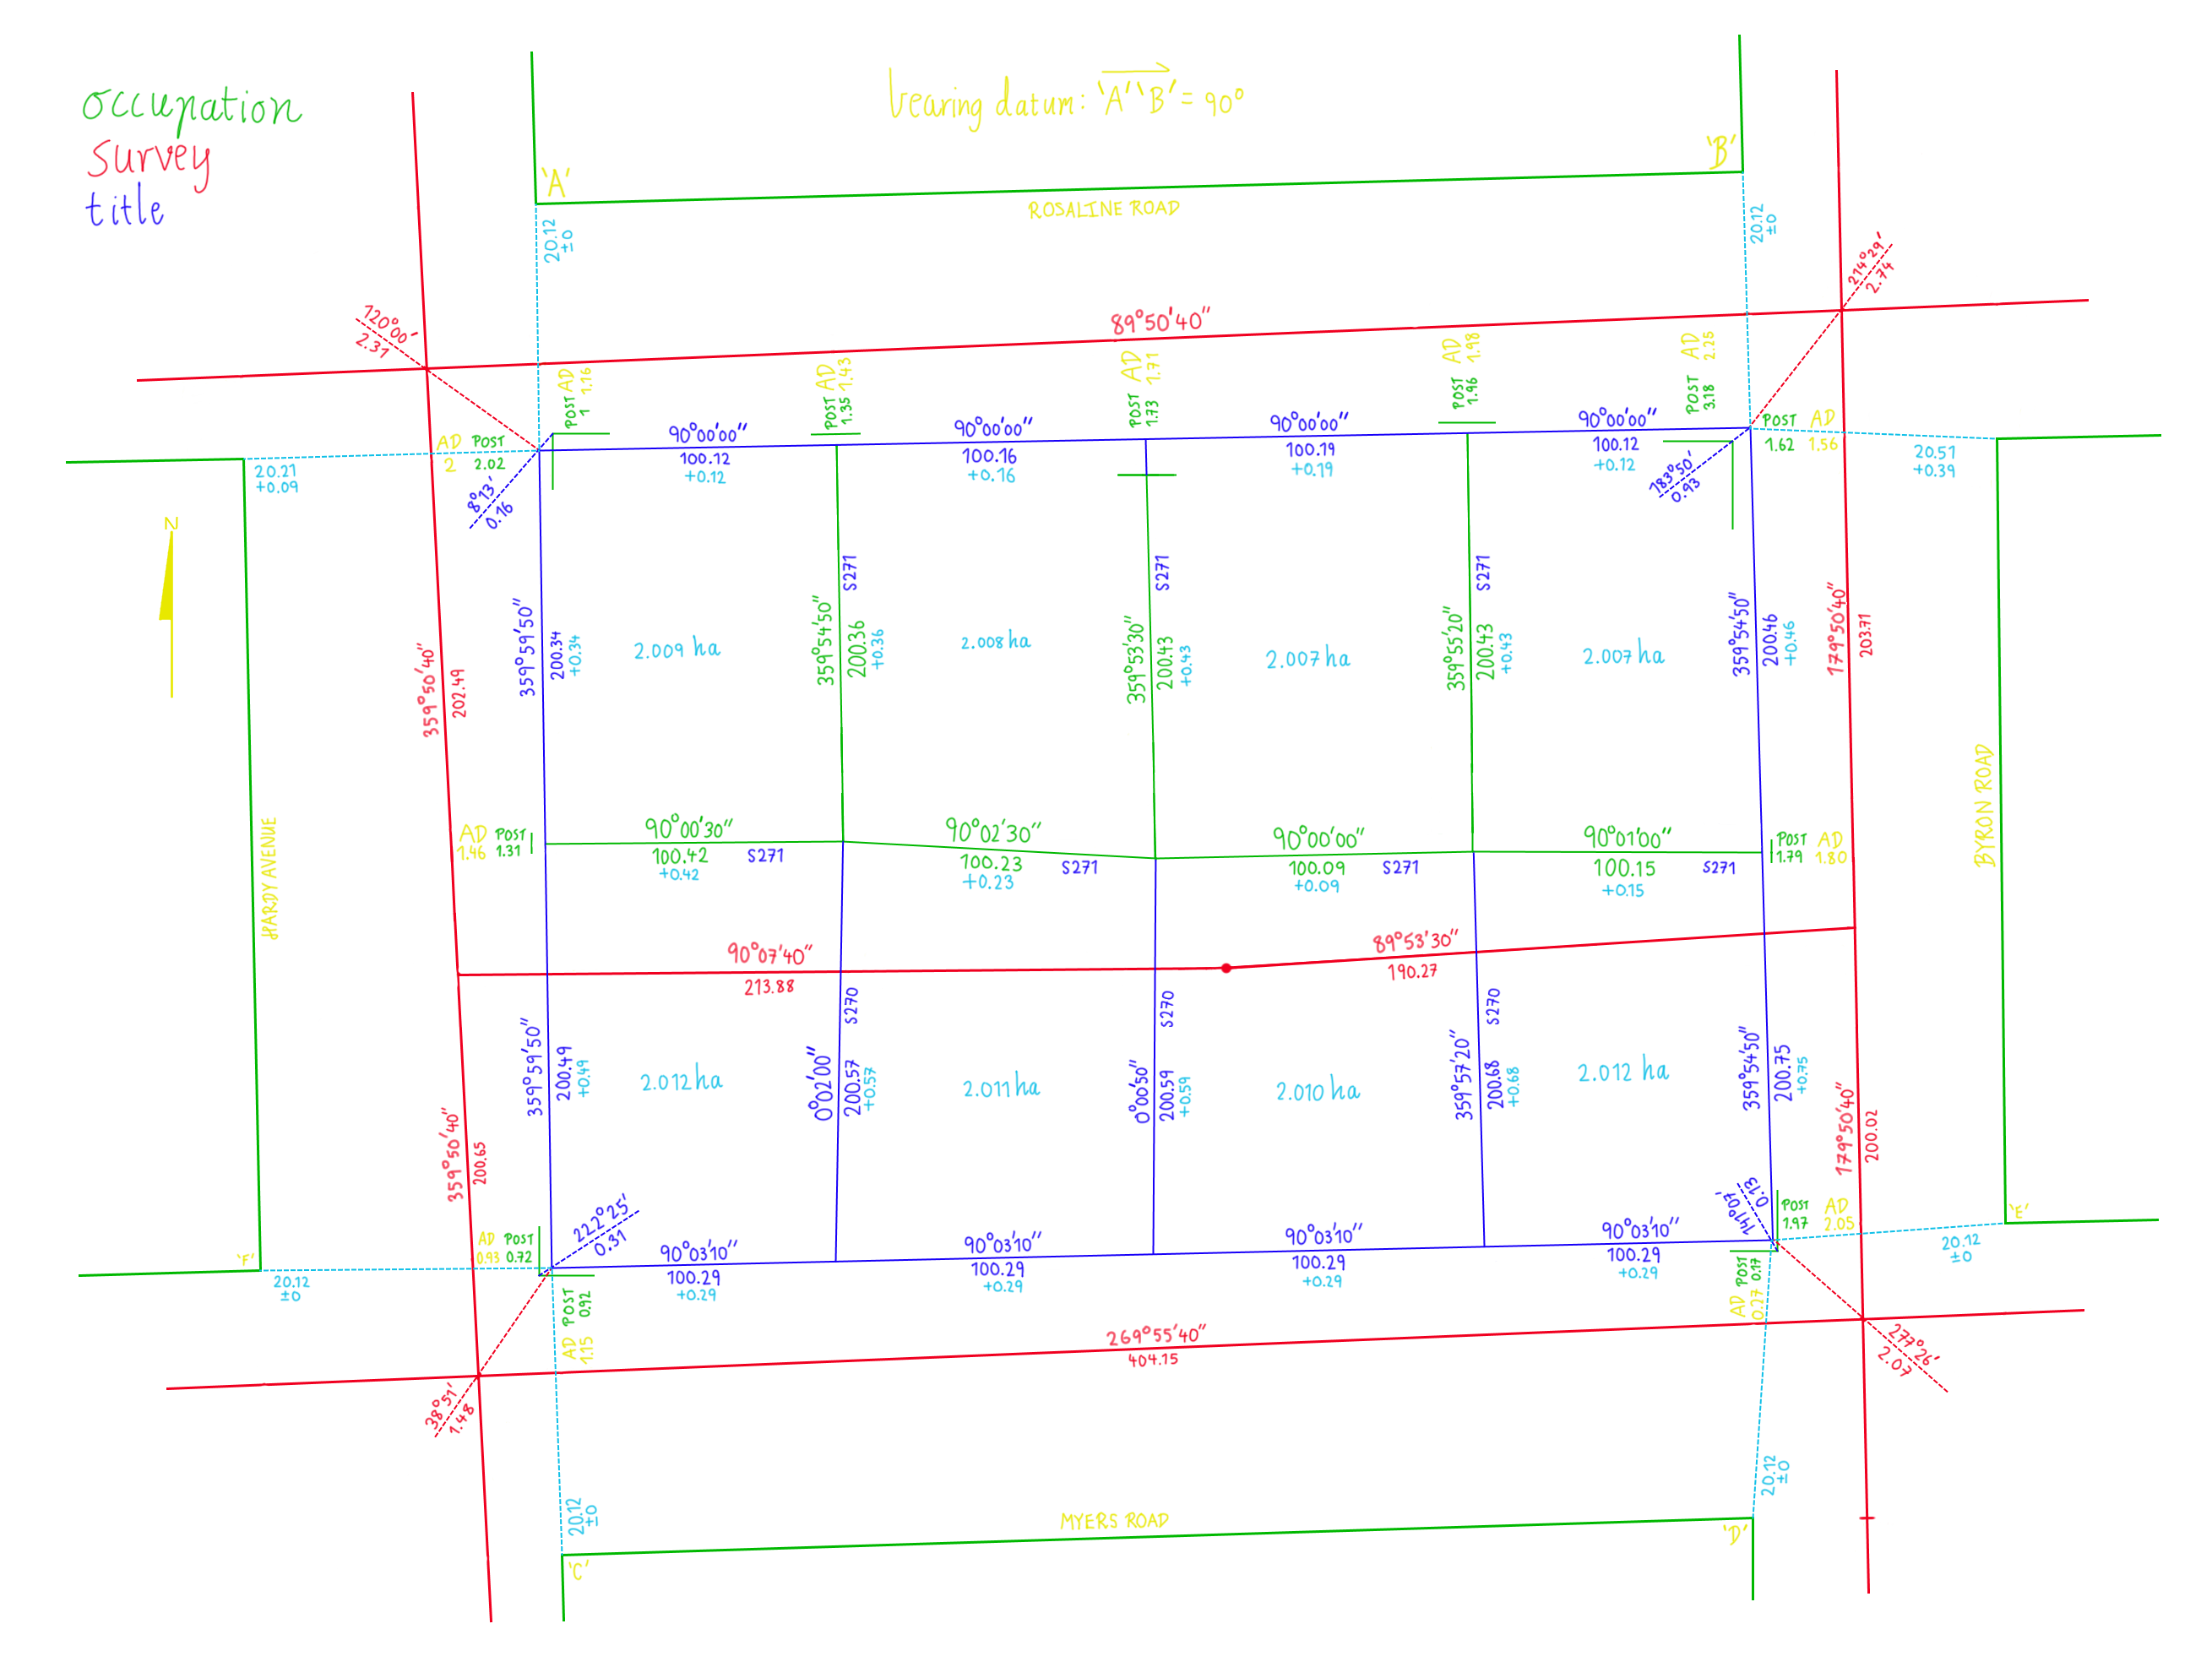 occupation
survey
title
bearing datum: 'A' 'B' = 90°
'A'
'B'
ROSALINE ROAD
20.12
±0
20.12
±0
120°00'
2.31
89°50'40"
214°29'
2.74
POST 1
AD 1.16
POST 1.35
AD 1.43
POST 1.73
AD 1.71
POST 1.96
AD 1.98
POST 3.18
AD 2.25
AD 2
POST 2.02
POST 1.62
AD 1.56
20.21
+0.09
20.51
+0.39
90°00'00"
100.12
+0.12
90°00'00"
100.16
+0.16
90°00'00"
100.19
+0.19
90°00'00"
100.12
+0.12
8°13'
0.16
183°50'
0.93
N
359°50'40"
202.49
359°59'50"
200.34
+0.34
2.009 ha
359°54'50"
200.36
+0.36
S271
2.008 ha
359°53'30"
200.43
+0.43
S271
2.007 ha
359°55'20"
200.43
+0.43
S271
2.007 ha
359°54'50"
200.46
+0.46
179°50'40"
203.71
HARDY AVENUE
BYRON ROAD
AD 1.46
POST 1.31
90°00'30"
100.42
+0.42
S271
90°02'30"
100.23
+0.23
S271
90°00'00"
100.09
+0.09
S271
90°01'00"
100.15
+0.15
S271
POST 1.79
AD 1.80
90°07'40"
213.88
89°53'30"
190.27
359°50'40"
200.65
359°59'50"
200.49
+0.49
2.012 ha
0°02'00"
200.57
+0.57
S270
2.011 ha
0°00'50"
200.59
+0.59
S270
2.010 ha
359°57'20"
200.68
+0.68
S270
2.012 ha
359°54'50"
200.75
+0.75
179°50'40"
200.02
'F'
20.12
±0
AD 0.93
POST 0.72
222°25'
0.31
90°03'10"
100.29
+0.29
90°03'10"
100.29
+0.29
90°03'10"
100.29
+0.29
90°03'10"
100.29
+0.29
141°07'
0.13
POST 1.97
AD 2.05
'E'
20.12
±0
POST 0.92
AD 1.15
POST 0.17
AD 0.27
38°51'
1.48
269°55'40"
404.15
277°26'
2.07
20.12
±0
20.12
±0
MYERS ROAD
'C'
'D'